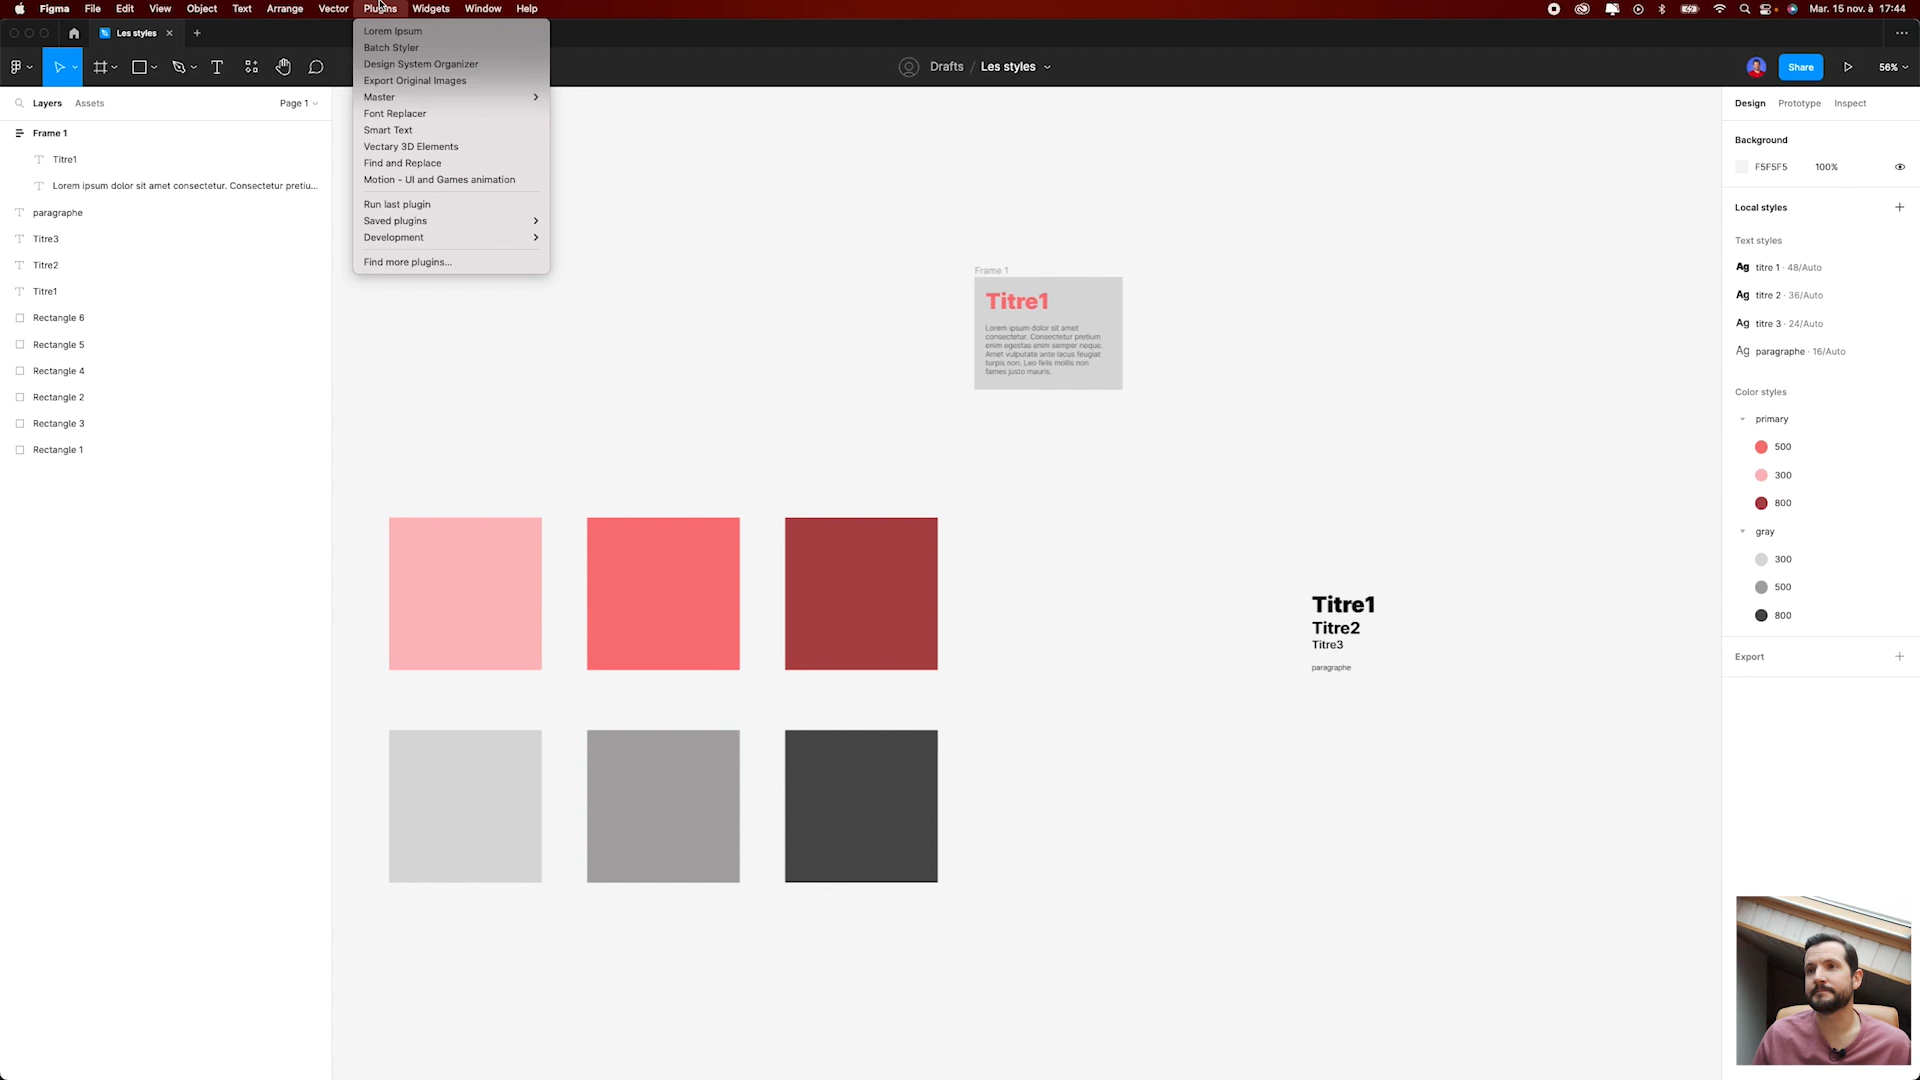 Figma File Edit View Object Text Arrange Vector Plugins Widgets Window Help Mar. 15 nov. à 17:44
Les styles
Drafts / Les styles
Share
56%
Lorem Ipsum
Batch Styler
Design System Organizer
Export Original Images
Master
Font Replacer
Smart Text
Vectary 3D Elements
Find and Replace
Motion - UI and Games animation
Run last plugin
Saved plugins
Development
Find more plugins...
Layers Assets Page 1
Frame 1
Titre1
Lorem ipsum dolor sit amet consectetur. Consectetur pretiu...
paragraphe
Titre3
Titre2
Titre1
Rectangle 6
Rectangle 5
Rectangle 4
Rectangle 2
Rectangle 3
Rectangle 1
Frame 1
Titre1
Lorem ipsum dolor sit amet
consectetur. Consectetur pretium
enim egestas enim semper neque.
Amet vulputate ante lacus feugiat
turpis non. Leo felis mollis non
fames justo mauris.
Titre1
Titre2
Titre3
paragraphe
Design Prototype Inspect
Background
F5F5F5 100%
Local styles
Text styles
Ag titre 1 · 48/Auto
Ag titre 2 · 36/Auto
Ag titre 3 · 24/Auto
Ag paragraphe · 16/Auto
Color styles
primary
500
300
800
gray
300
500
800
Export